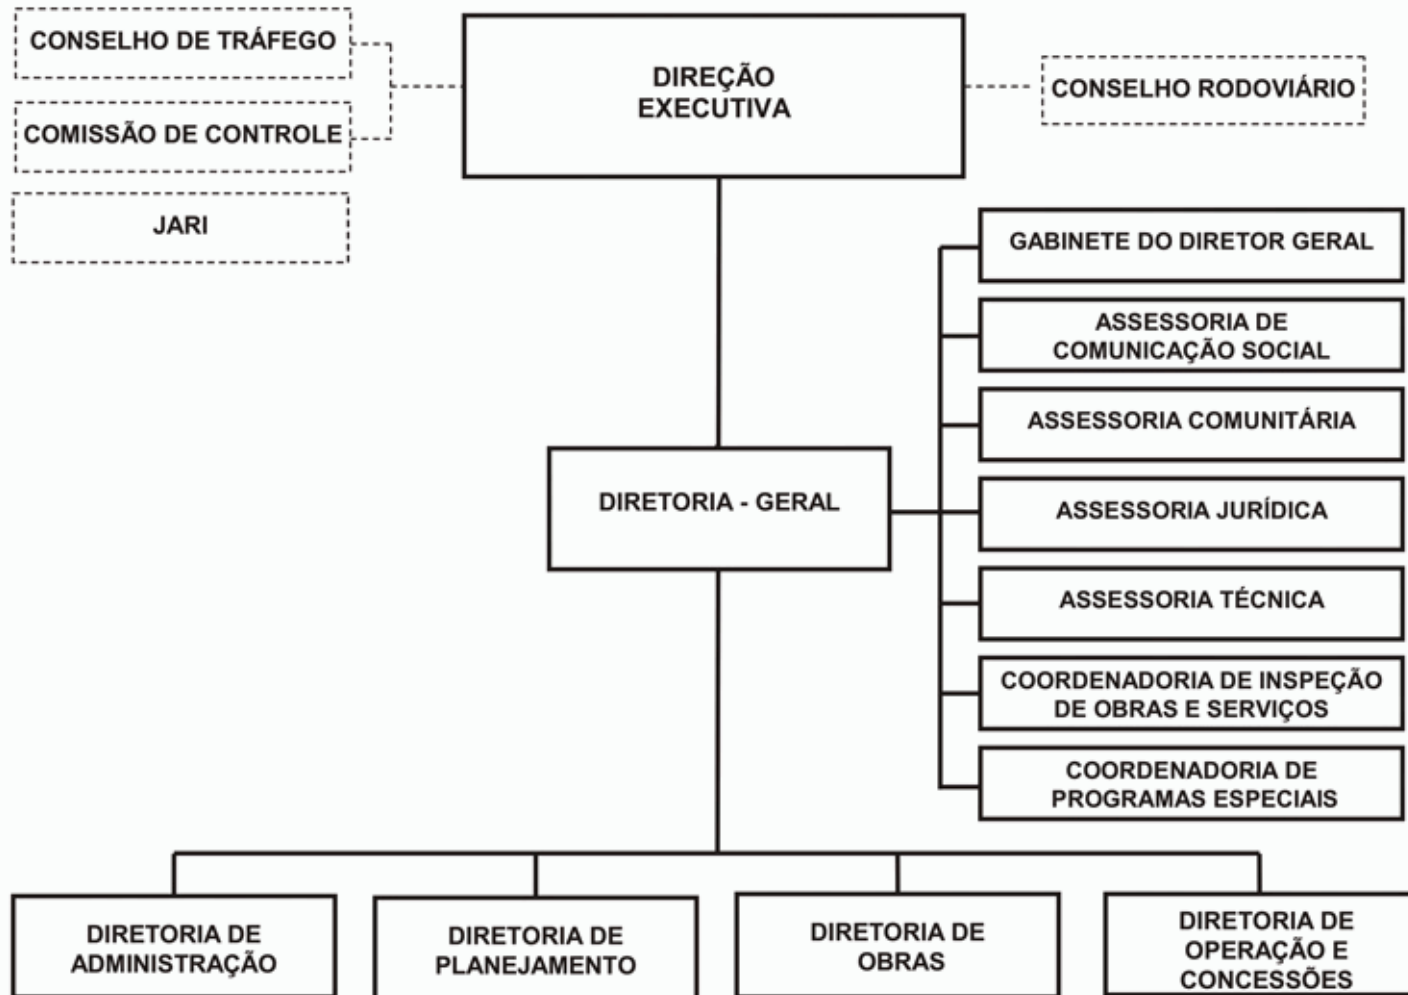 CONSELHO DE TRÁFEGO
COMISSÃO DE CONTROLE
JARI
DIREÇÃO
EXECUTIVA
CONSELHO RODOVIÁRIO
DIRETORIA - GERAL
GABINETE DO DIRETOR GERAL
ASSESSORIA DE
COMUNICAÇÃO SOCIAL
ASSESSORIA COMUNITÁRIA
ASSESSORIA JURÍDICA
ASSESSORIA TÉCNICA
COORDENADORIA DE INSPEÇÃO
DE OBRAS E SERVIÇOS
COORDENADORIA DE
PROGRAMAS ESPECIAIS
DIRETORIA DE
ADMINISTRAÇÃO
DIRETORIA DE
PLANEJAMENTO
DIRETORIA DE
OBRAS
DIRETORIA DE
OPERAÇÃO E
CONCESSÕES